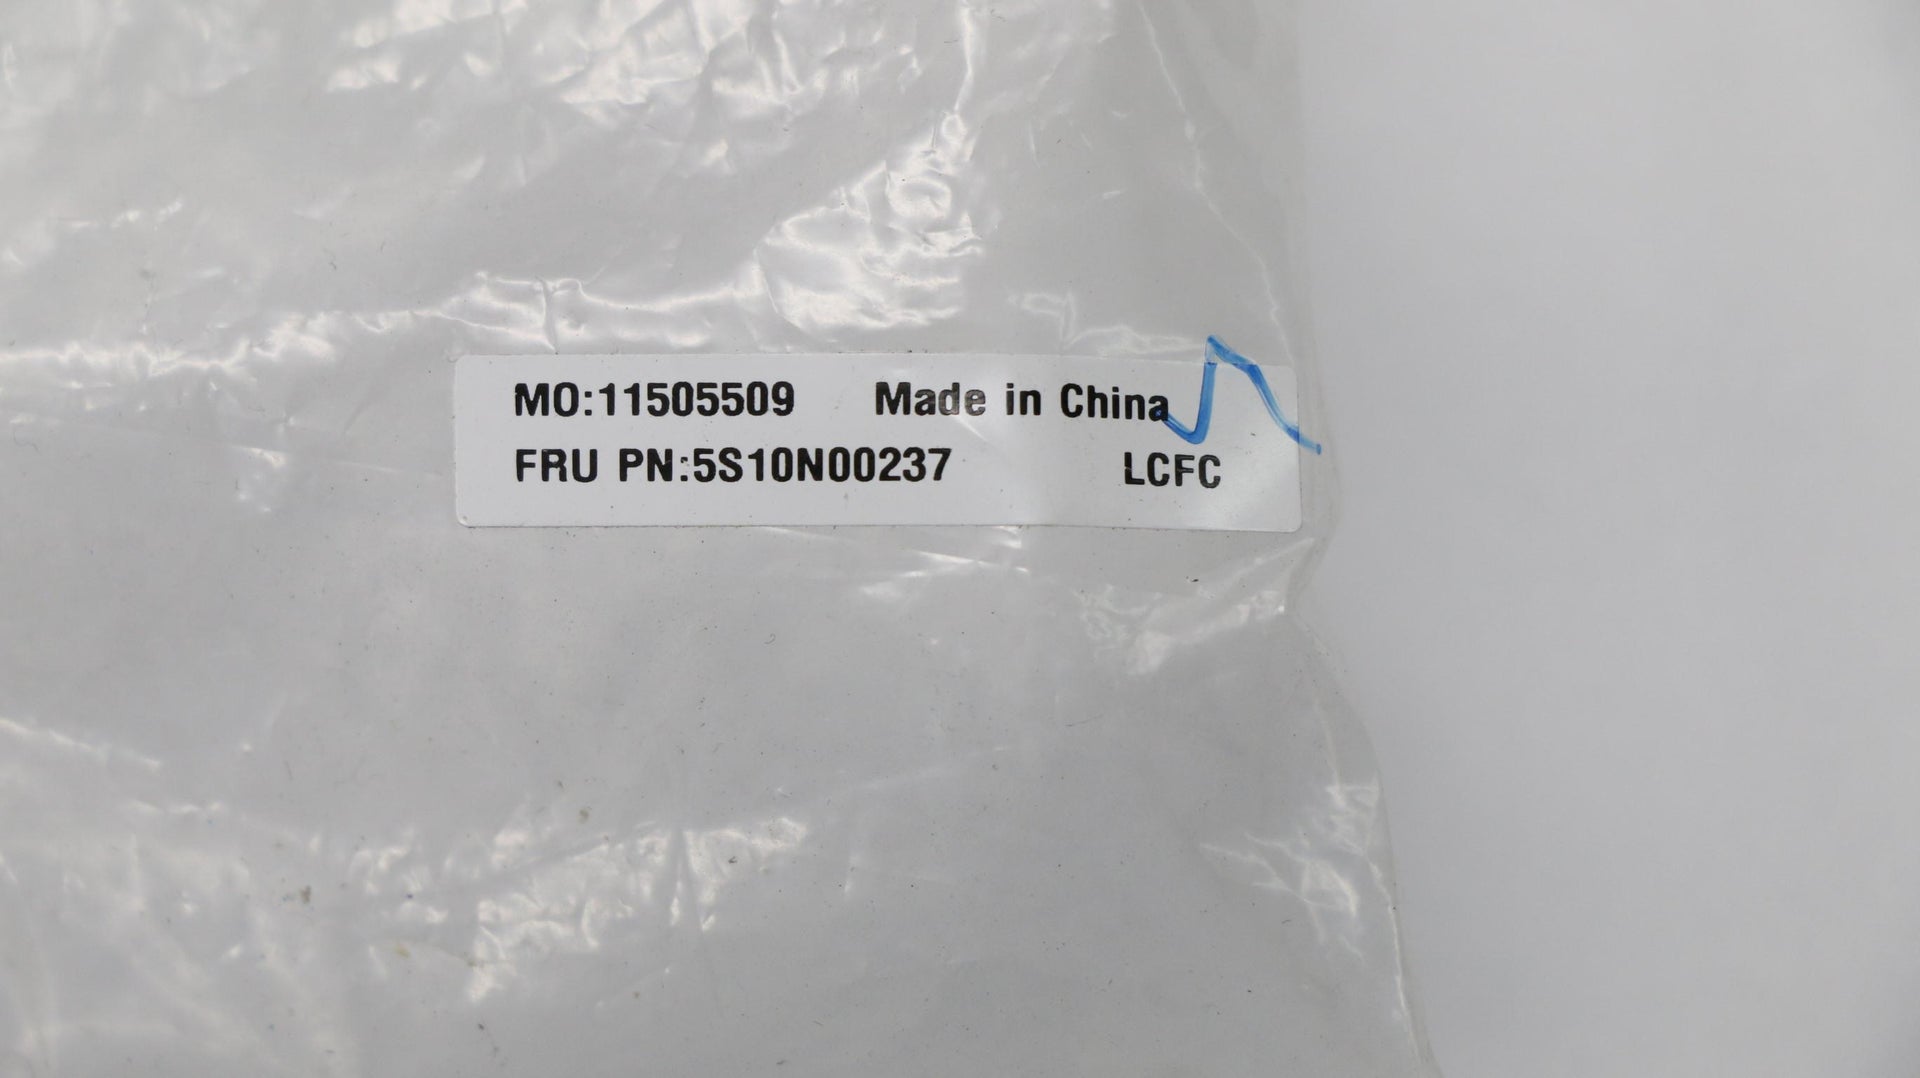 MO:11505509 Made in China
FRU PN:5S10N00237 LCFC